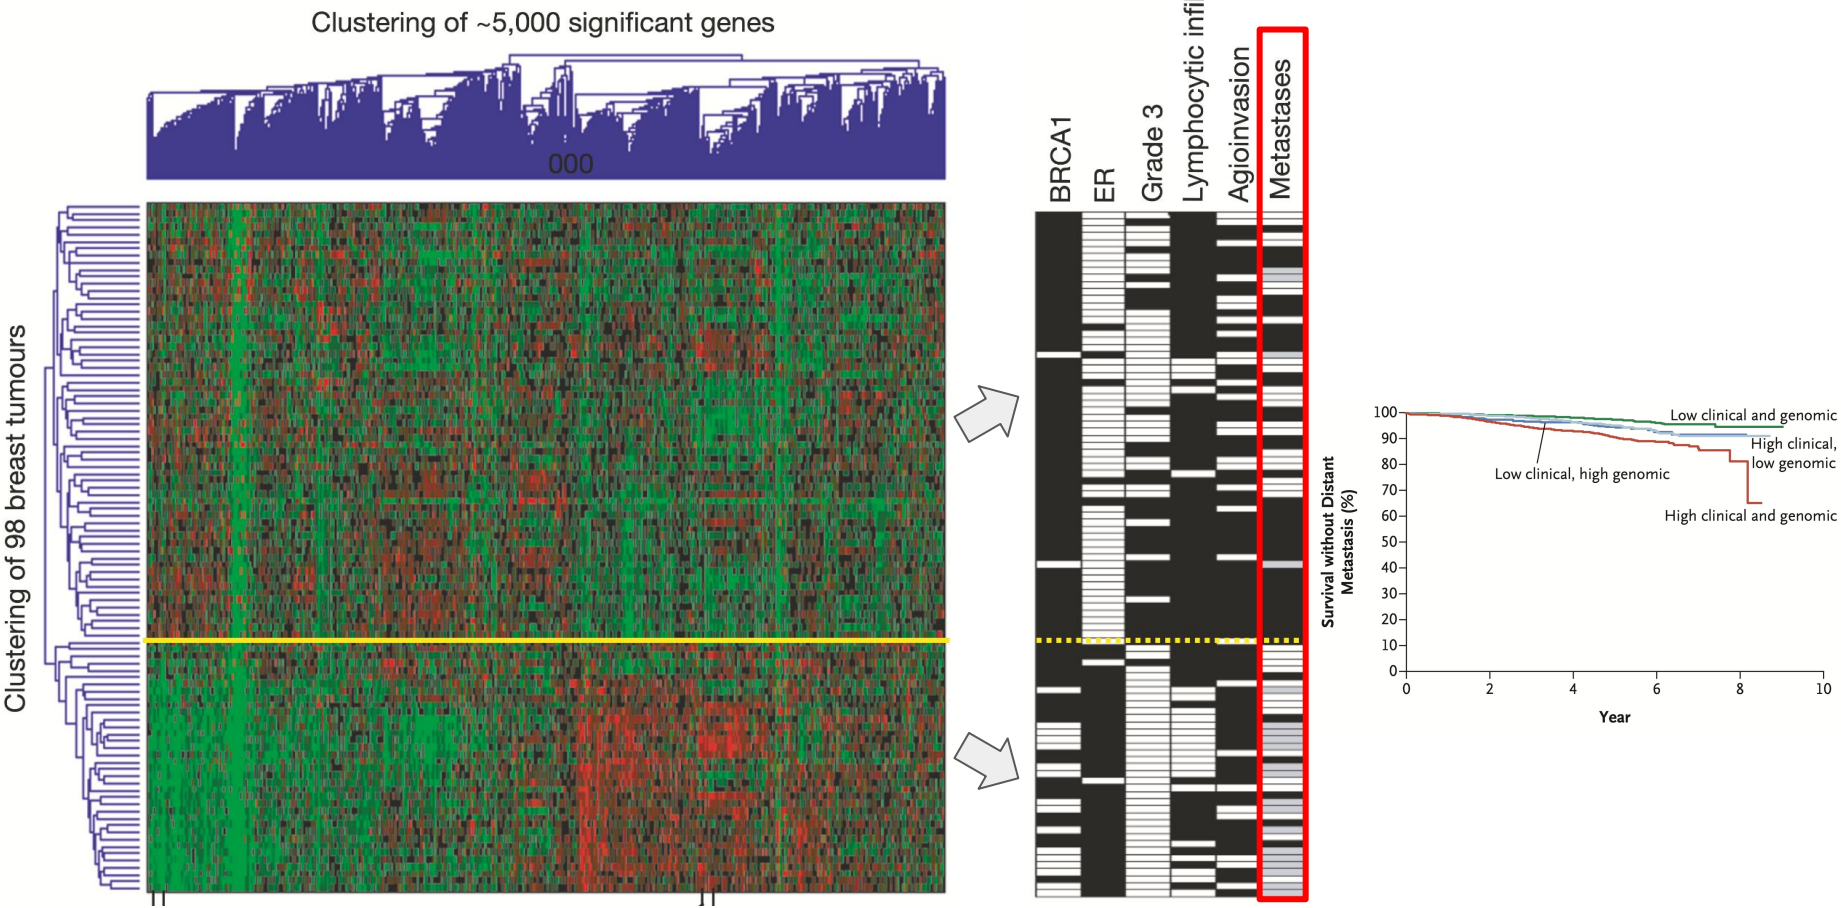 Clustering of ~5,000 significant genes
000
Clustering of 98 breast tumours
BRCA1
ER
Grade 3
Lymphocytic infi
Agioinvasion
Metastases
Survival without Distant
Metastasis (%)
100
90
80
70
60
50
40
30
20
10
0
Low clinical and genomic
High clinical,
low genomic
Low clinical, high genomic
High clinical and genomic
0 2 4 6 8 10
Year